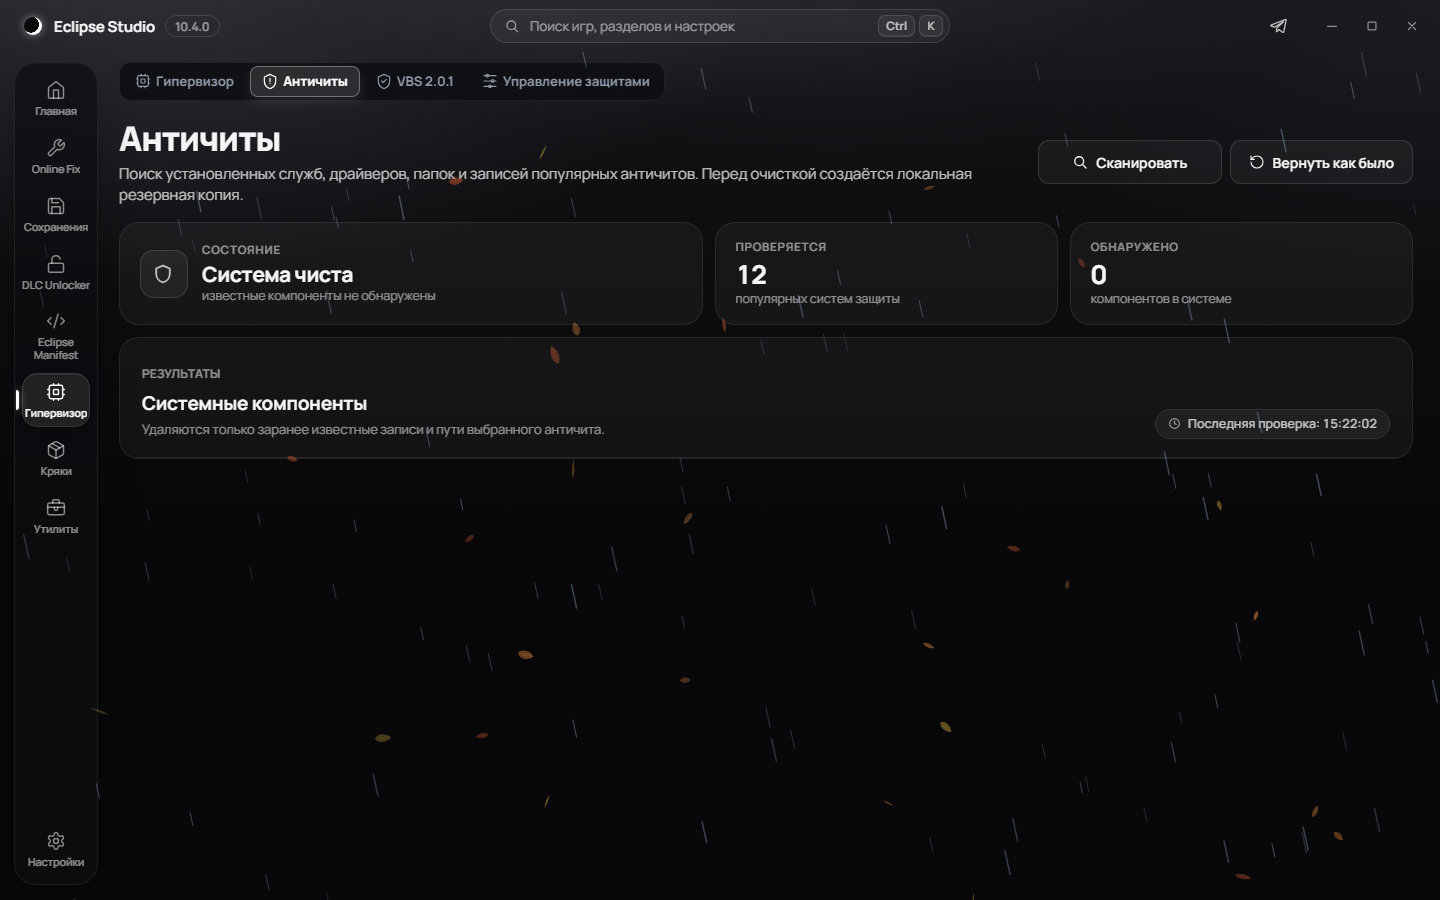 Eclipse Studio 10.4.0
Поиск игр, разделов и настроек Ctrl K
Главная
Online Fix
Сохранения
DLC Unlocker
Eclipse
Manifest
Гипервизор
Кряки
Утилиты
Настройки
Гипервизор Античиты VBS 2.0.1 Управление защитами
Античиты
Поиск установленных служб, драйверов, папок и записей популярных античитов. Перед очисткой создаётся локальная
резервная копия.
Сканировать Вернуть как было
СОСТОЯНИЕ
Система чиста
известные компоненты не обнаружены
ПРОВЕРЯЕТСЯ
12
популярных систем защиты
ОБНАРУЖЕНО
0
компонентов в системе
РЕЗУЛЬТАТЫ
Системные компоненты
Удаляются только заранее известные записи и пути выбранного античита.
Последняя проверка: 15:22:02